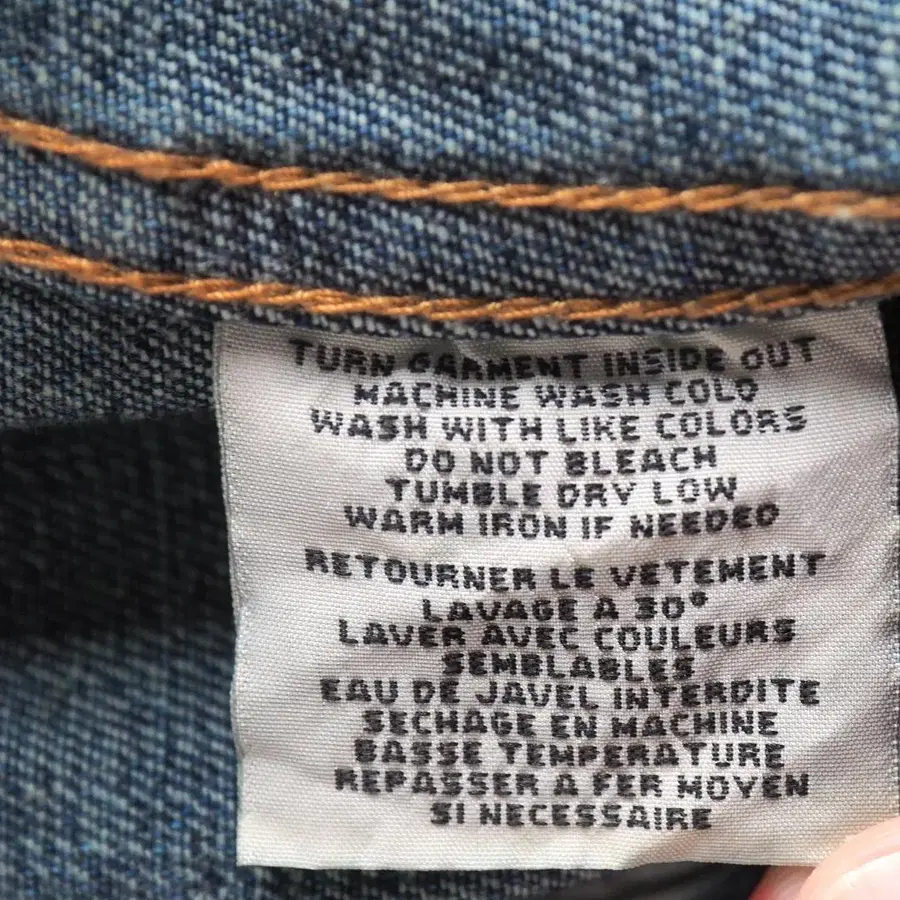 TURN GARMENT INSIDE OUT
MACHINE WASH COLD
WASH WITH LIKE COLORS
DO NOT BLEACH
TUMBLE DRY LOW
WARM IRON IF NEEDED
RETOURNER LE VETEMENT
LAVAGE A 30°
LAVER AVEC COULEURS
SEMBLABLES
EAU DE JAVEL INTERDITE
SECHAGE EN MACHINE
BASSE TEMPERATURE
REPASSER A FER MOYEN
SI NECESSAIRE